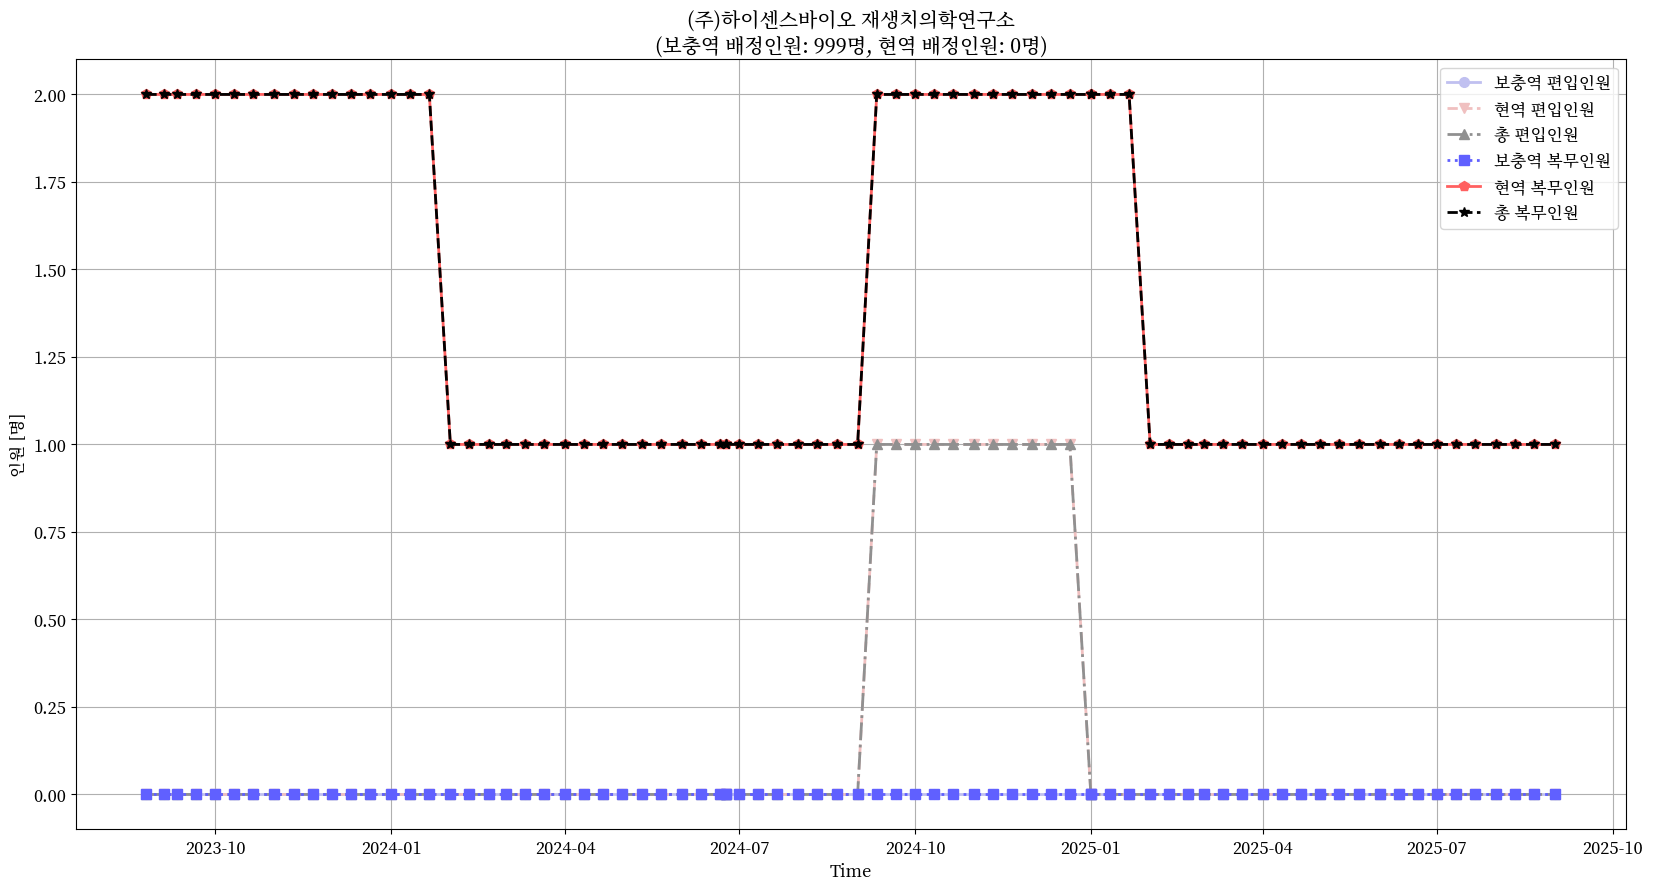 (주)하이센스바이오 재생치의학연구소
(보충역 배정인원: 999명, 현역 배정인원: 0명)
보충역 편입인원
현역 편입인원
총 편입인원
보충역 복무인원
현역 복무인원
총 복무인원
인원 [명]
2.00
1.75
1.50
1.25
1.00
0.75
0.50
0.25
0.00
2023-10 2024-01 2024-04 2024-07 2024-10 2025-01 2025-04 2025-07 2025-10
Time